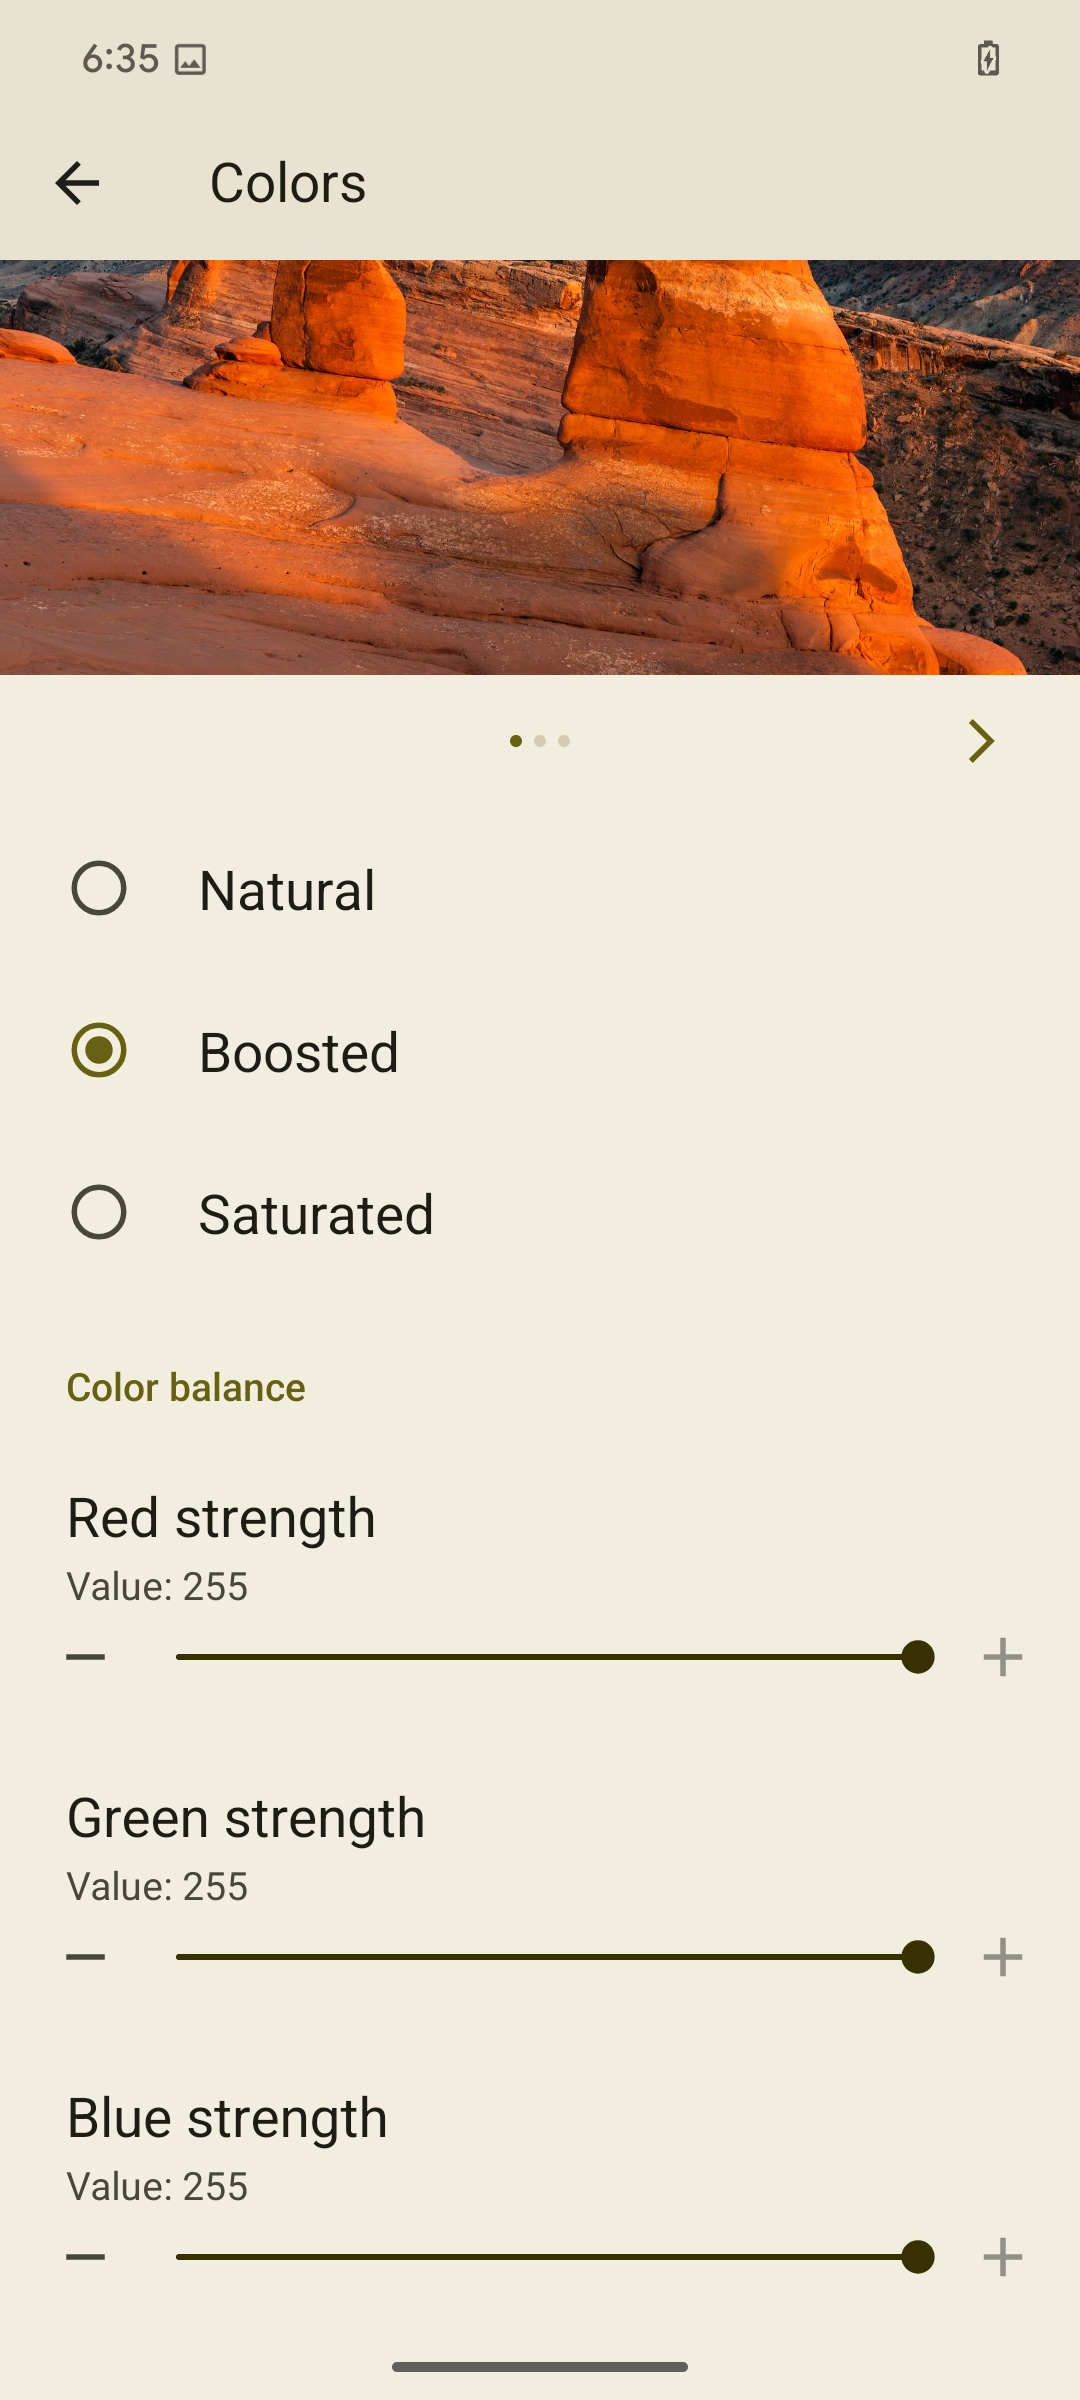 6:35
Colors
Natural
Boosted
Saturated
Color balance
Red strength
Value: 255
Green strength
Value: 255
Blue strength
Value: 255